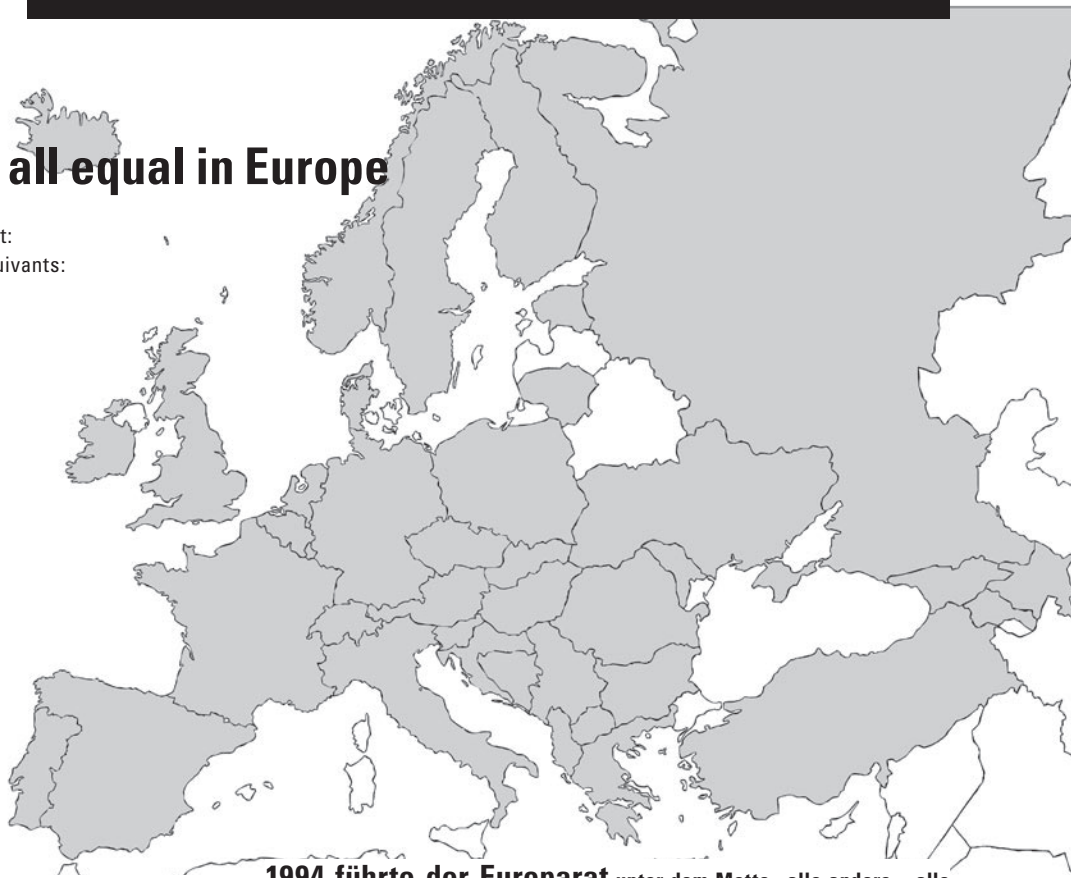 all equal in Europe
t:
uivants:
1994 führte der Europarat unter dem Motto „alle anders – alle